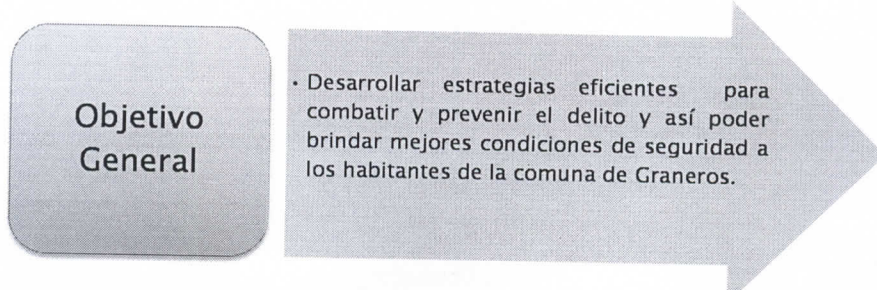 Objetivo
General
• Desarrollar estrategias eficientes para
combatir y prevenir el delito y así poder
brindar mejores condiciones de seguridad a
los habitantes de la comuna de Graneros.